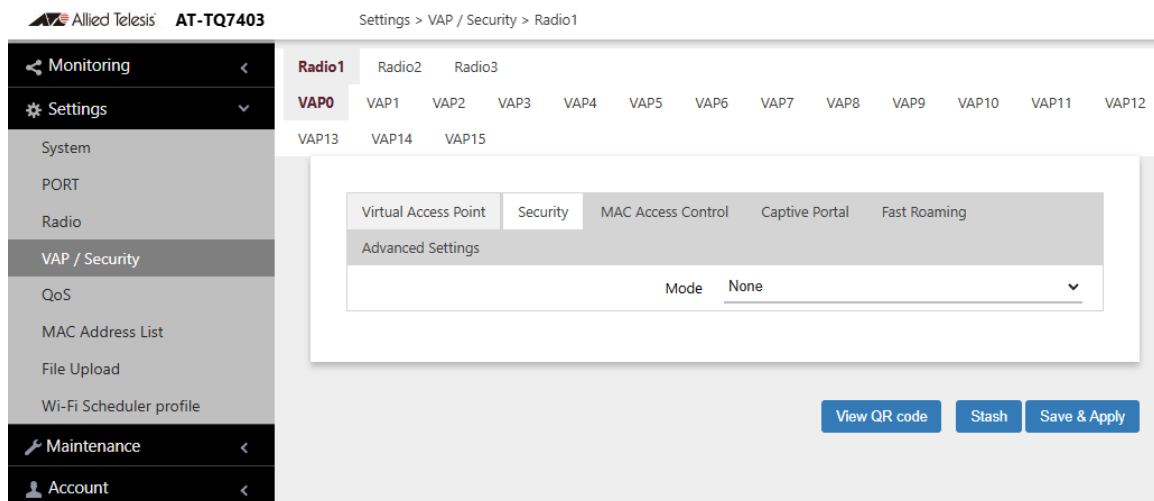 Allied Telesis AT-TQ7403 Settings > VAP / Security > Radio1
Monitoring
Settings
System
PORT
Radio
VAP / Security
QoS
MAC Address List
File Upload
Wi-Fi Scheduler profile
Maintenance
Account
Radio1 Radio2 Radio3
VAP0 VAP1 VAP2 VAP3 VAP4 VAP5 VAP6 VAP7 VAP8 VAP9 VAP10 VAP11 VAP12
VAP13 VAP14 VAP15
Virtual Access Point Security MAC Access Control Captive Portal Fast Roaming
Advanced Settings
Mode None
View QR code Stash Save & Apply